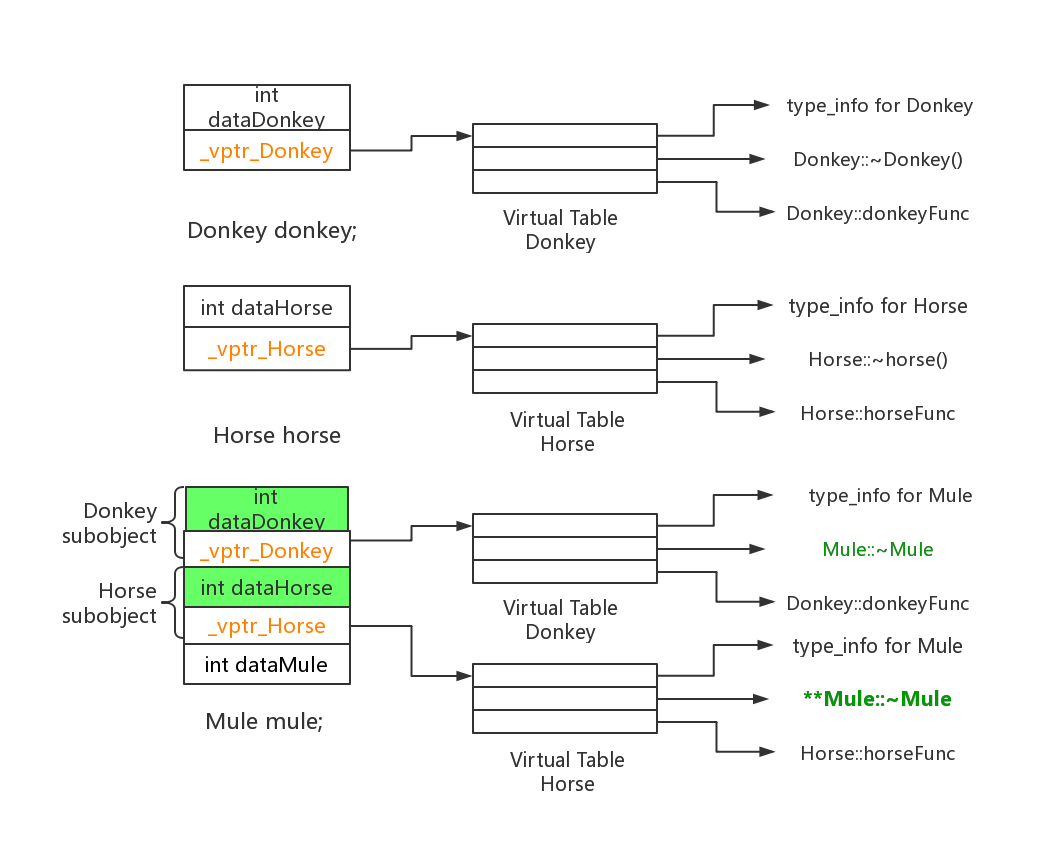 int
dataDonkey
_vptr_Donkey
Donkey donkey;
Virtual Table
Donkey
type_info for Donkey
Donkey::~Donkey()
Donkey::donkeyFunc
int dataHorse
_vptr_Horse
Horse horse
Virtual Table
Horse
type_info for Horse
Horse::~horse()
Horse::horseFunc
Donkey
subobject
int
dataDonkey
_vptr_Donkey
Horse
subobject
int dataHorse
_vptr_Horse
int dataMule
Mule mule;
Virtual Table
Donkey
type_info for Mule
Mule::~Mule
Donkey::donkeyFunc
Virtual Table
Horse
type_info for Mule
**Mule::~Mule
Horse::horseFunc